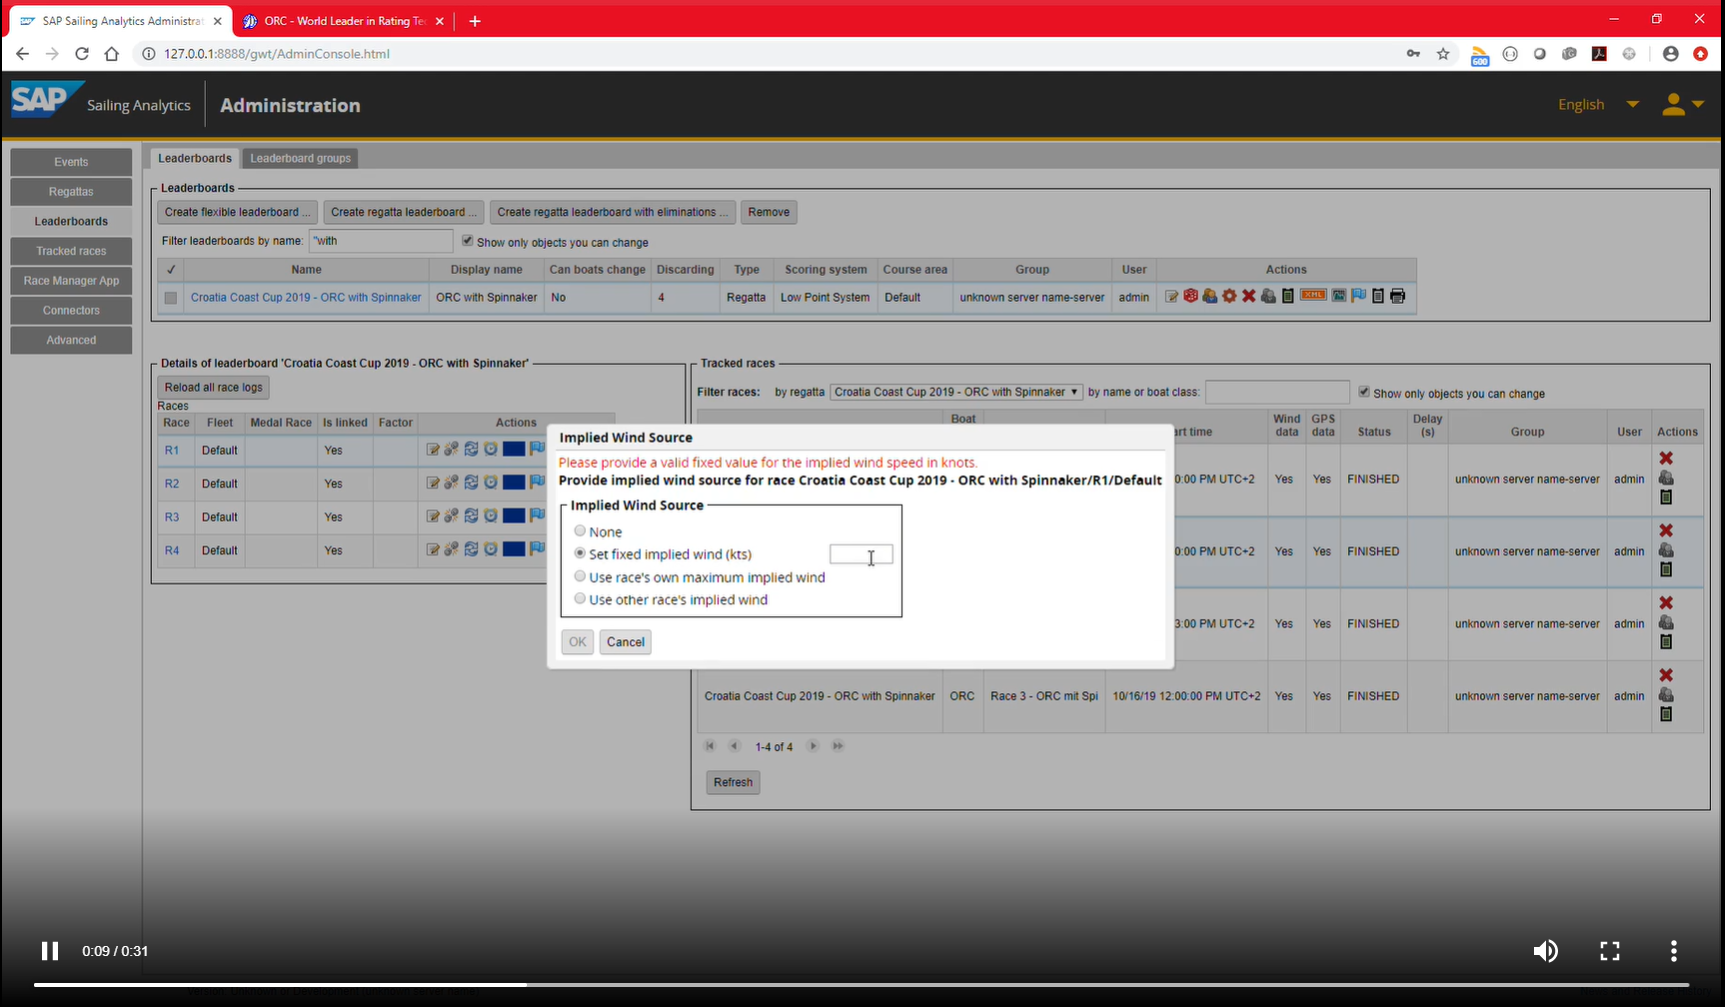 SAP Sailing Analytics Administrat
ORC - World Leader in Rating Te
127.0.0.1:8888/gwt/AdminConsole.html
600
SAP Sailing Analytics Administration
English
Events
Regattas
Leaderboards
Tracked races
Race Manager App
Connectors
Advanced
Leaderboards Leaderboard groups
Leaderboards
Create flexible leaderboard ... Create regatta leaderboard ... Create regatta leaderboard with eliminations ... Remove
Filter leaderboards by name: "with Show only objects you can change
Name Display name Can boats change Discarding Type Scoring system Course area Group User Actions
Croatia Coast Cup 2019 - ORC with Spinnaker ORC with Spinnaker No 4 Regatta Low Point System Default unknown server name-server admin XML
Details of leaderboard 'Croatia Coast Cup 2019 - ORC with Spinnaker'
Reload all race logs
Races
Race Fleet Medal Race Is linked Factor Actions
R1 Default Yes
R2 Default Yes
R3 Default Yes
R4 Default Yes
Tracked races
Filter races: by regatta Croatia Coast Cup 2019 - ORC with Spinnaker by name or boat class: Show only objects you can change
Boat art time Wind data GPS data Status Delay (s) Group User Actions
0:00 PM UTC+2 Yes Yes FINISHED unknown server name-server admin
0:00 PM UTC+2 Yes Yes FINISHED unknown server name-server admin
3:00 PM UTC+2 Yes Yes FINISHED unknown server name-server admin
Croatia Coast Cup 2019 - ORC with Spinnaker ORC Race 3 - ORC mit Spi 10/16/19 12:00:00 PM UTC+2 Yes Yes FINISHED unknown server name-server admin
1-4 of 4
Refresh
Implied Wind Source
Please provide a valid fixed value for the implied wind speed in knots.
Provide implied wind source for race Croatia Coast Cup 2019 - ORC with Spinnaker/R1/Default
Implied Wind Source
None
Set fixed implied wind (kts)
Use race's own maximum implied wind
Use other race's implied wind
OK Cancel
0:09 / 0:31